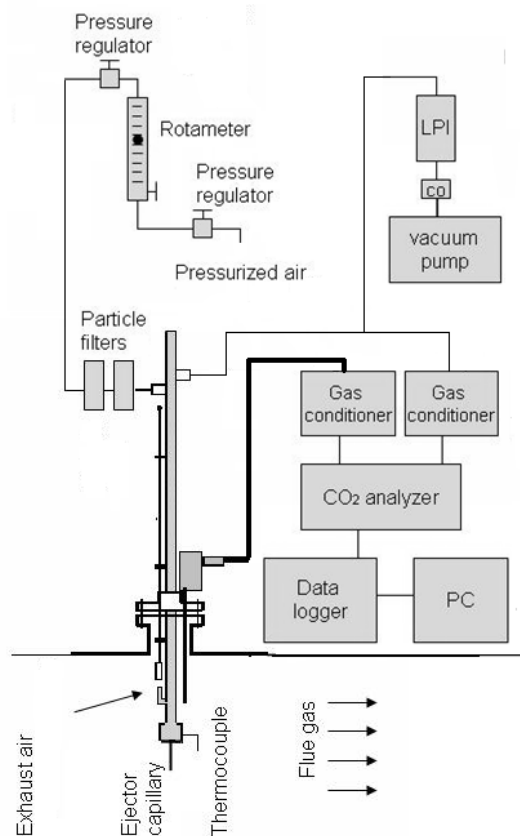 Pressure
regulator
LPI
Rotameter
Pressure
regulator
co
vacuum
pump
Pressurized air
Particle
filters
Gas
conditioner
Gas
conditioner
CO₂ analyzer
Data
logger
PC
Exhaust air
Ejector
capillary
Thermocouple
Flue gas